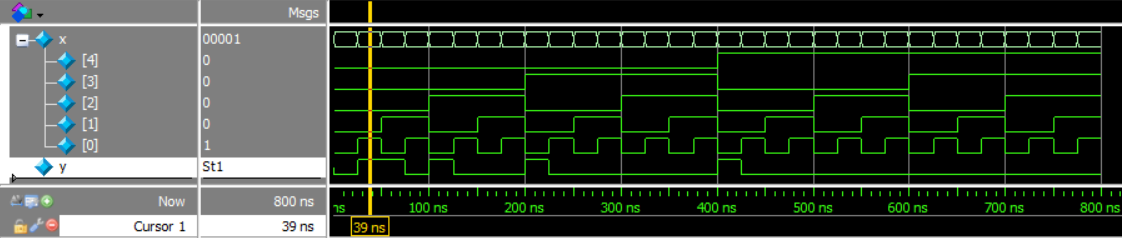 Msgs
x 00001
[4] 0
[3] 0
[2] 0
[1] 0
[0] 1
y St1
Now 800 ns
Cursor 1 39 ns
ns 100 ns 200 ns 300 ns 400 ns 500 ns 600 ns 700 ns 800 ns
39 ns